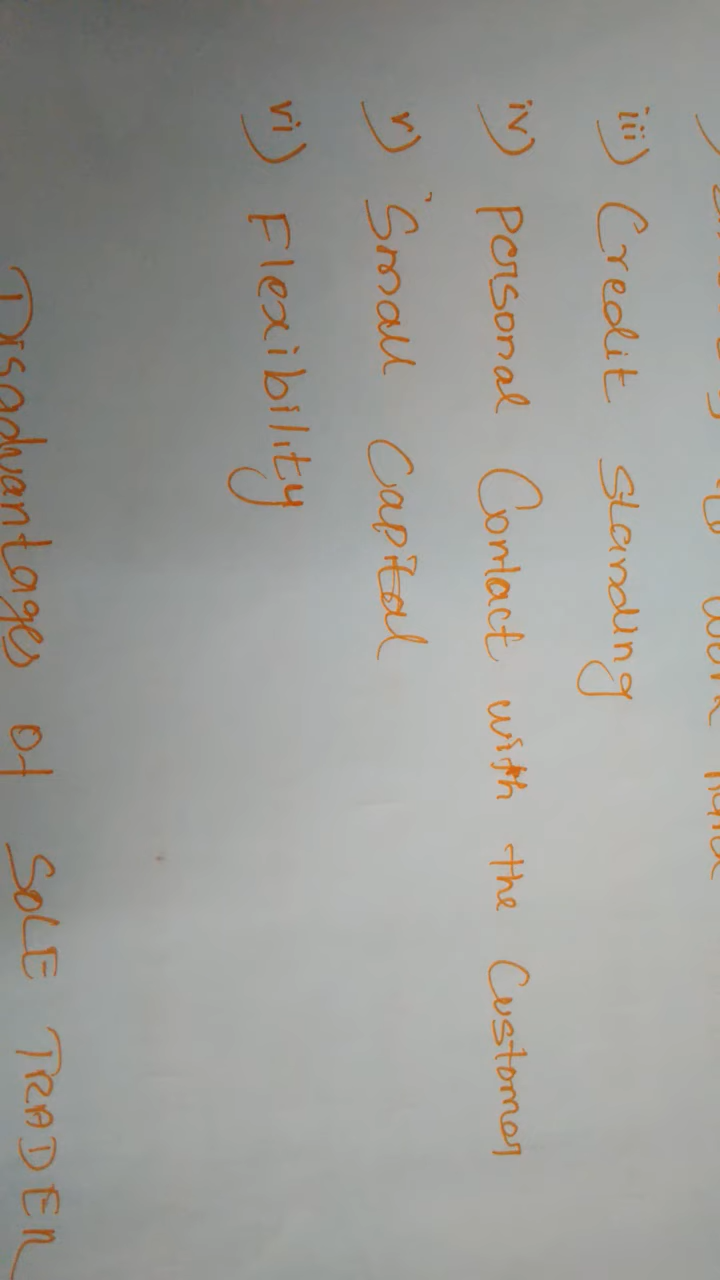 iii) Credit standing
iv) Personal Contact with the Customer
v) Small Capital
vi) Flexibility
Disadvantages of SOLE TRADER